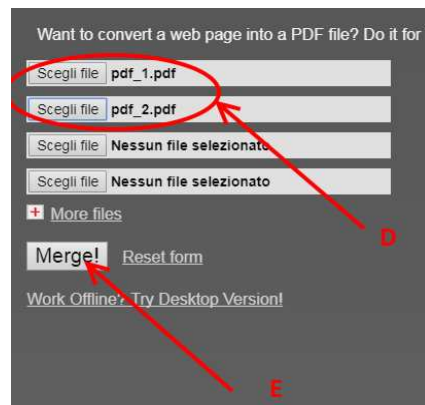 Want to convert a web page into a PDF file? Do it for
Scegli file pdf_1.pdf
Scegli file pdf_2.pdf
Scegli file Nessun file selezionato
Scegli file Nessun file selezionato
More files
D
Merge! Reset form
Work Offline? Try Desktop Version!
E